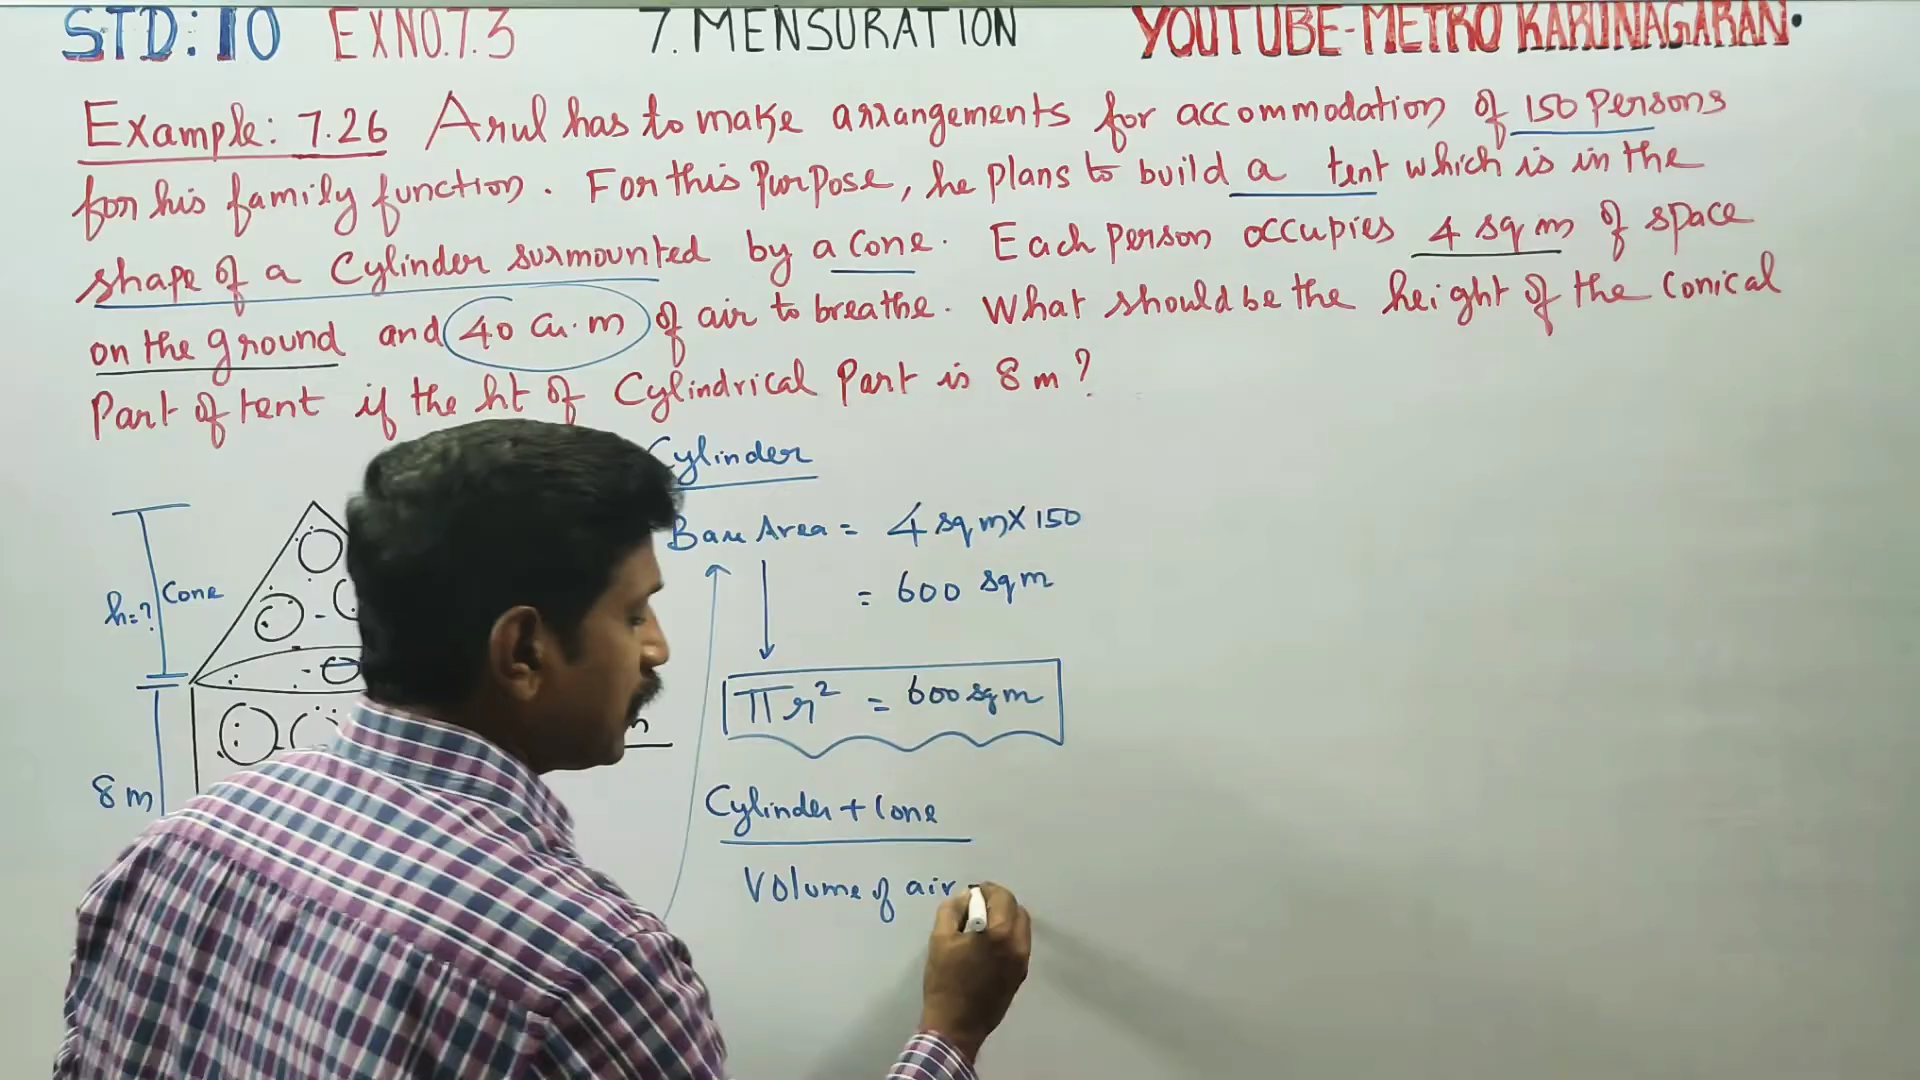 STD: 10 EX NO. 7.3 7. MENSURATION YOUTUBE-METRO KARUNAGARAN.
Example: 7.26 Arul has to make arrangements for accommodation of 150 Persons
for his family function. For this Purpose, he plans to build a tent which is in the
shape of a Cylinder surmounted by a Cone. Each person occupies 4 sq m of space
on the ground and 40 Cu. m of air to breathe. What should be the height of the Conical
Part of tent if the ht of Cylindrical Part is 8 m?
Cylinder
Base Area = 4 sq m X 150
= 600 sq m
h=? Cone
πr² = 600 sq m
8 m
Cylinder + Cone
Volume of air